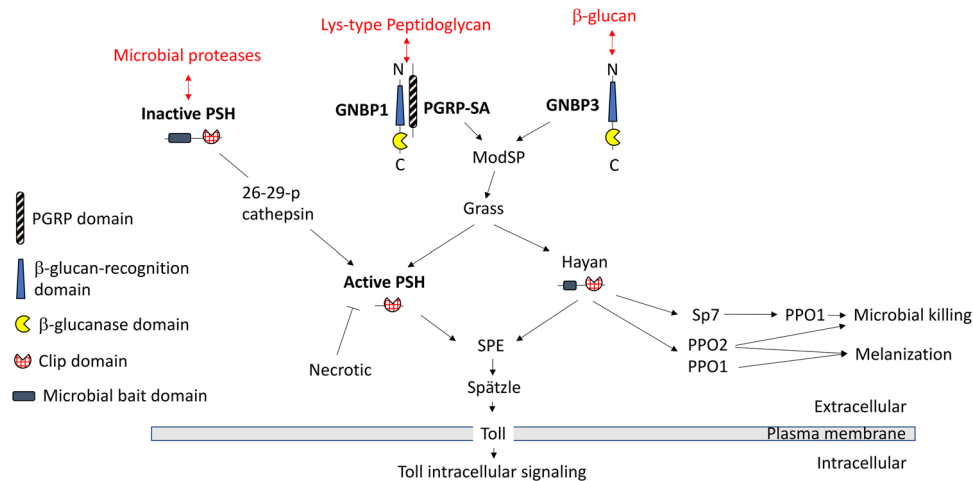 Lys-type Peptidoglycan
β-glucan
Microbial proteases
N
N
Inactive PSH
GNBP1
PGRP-SA
GNBP3
C
C
ModSP
26-29-p
cathepsin
Grass
PGRP domain
β-glucan-recognition
domain
Hayan
Active PSH
β-glucanase domain
Sp7
PPO1
Microbial killing
SPE
PPO2
PPO1
Melanization
Clip domain
Necrotic
Spätzle
Microbial bait domain
Extracellular
Toll
Plasma membrane
Intracellular
Toll intracellular signaling